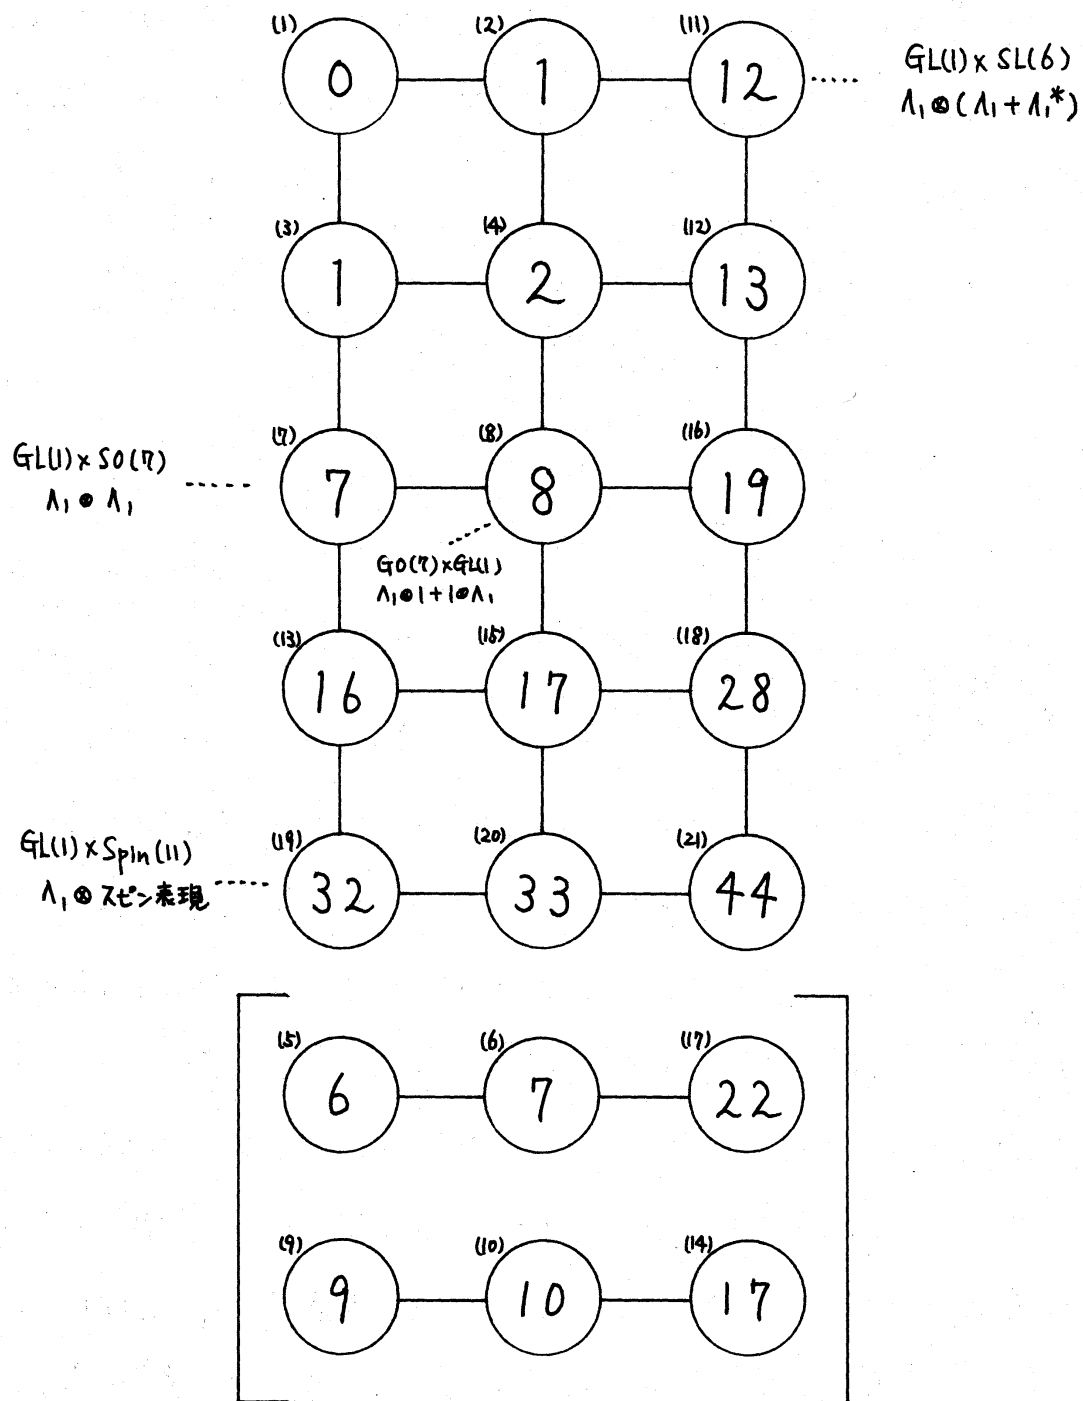 (1) (2) (11)
0 1 12
GL(1) × SL(6)
Λ₁ ⊗ (Λ₁ + Λ₁*)
(3) (4) (12)
1 2 13
(7) (8) (16)
7 8 19
GL(1) × SO(7)
Λ₁ ⊗ Λ₁
GO(7)×GL(1)
Λ₁⊗1+1⊗Λ₁
(13) (15) (18)
16 17 28
(19) (20) (21)
32 33 44
GL(1) × Spin(11)
Λ₁ ⊗ スピン表現
(5) (6) (17)
6 7 22
(9) (10) (14)
9 10 17